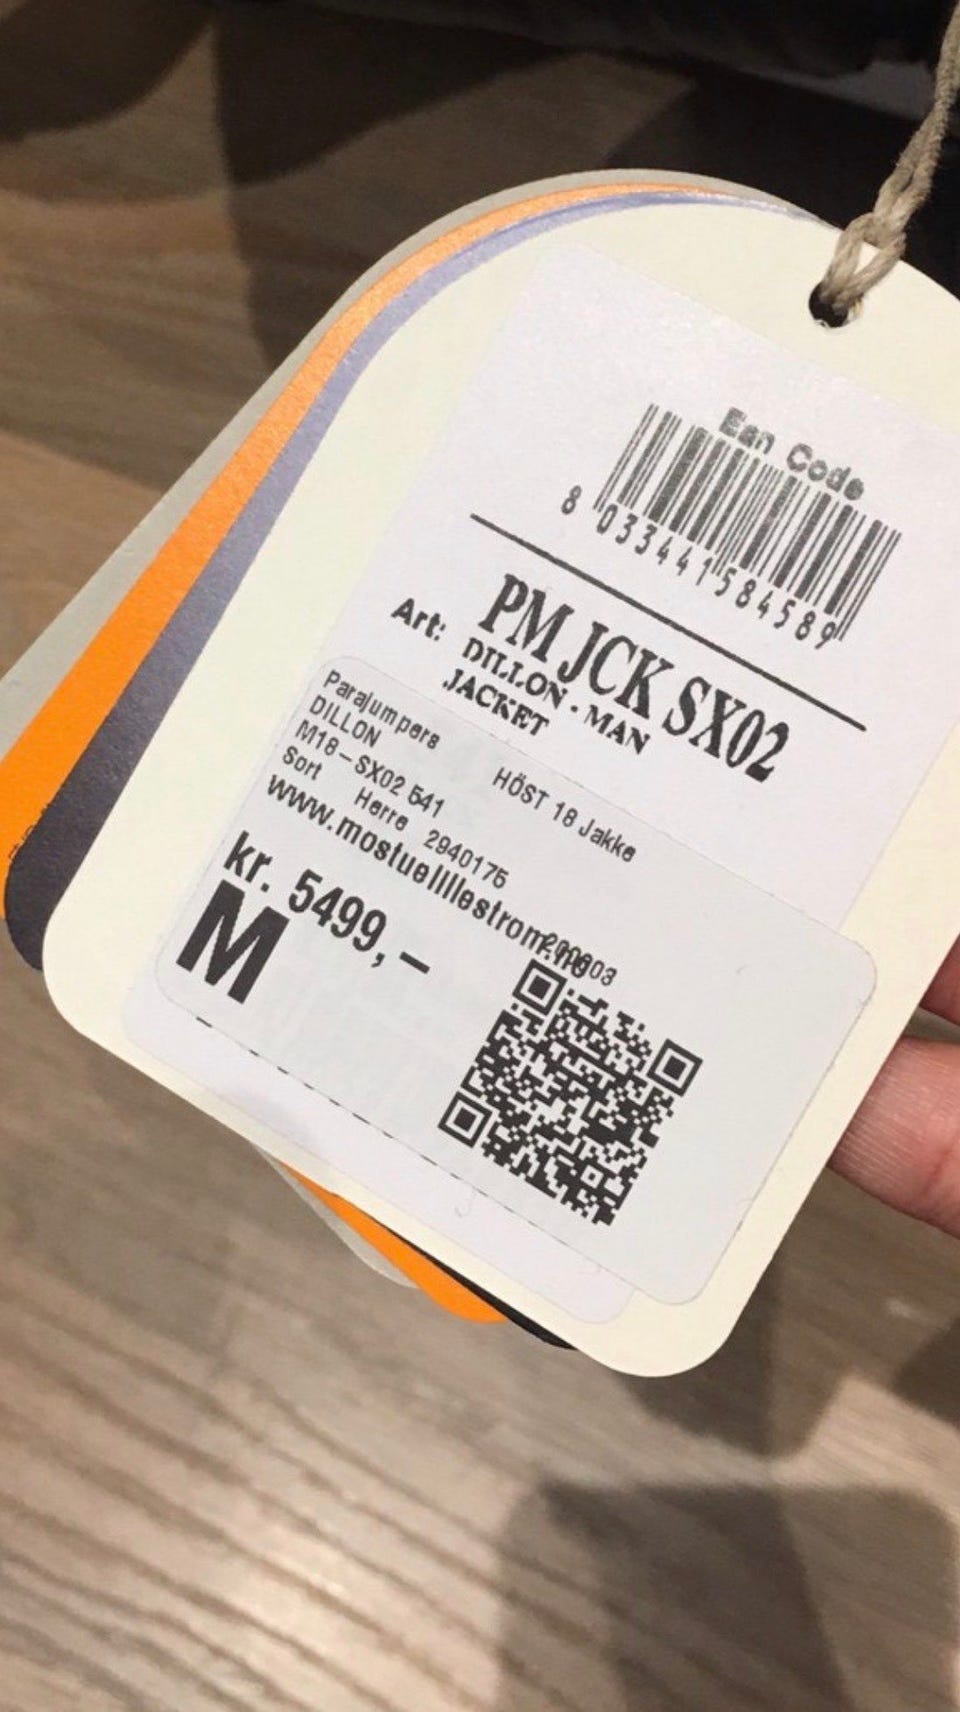 Ean Code
8 033441 584589
PM JCK SX02
Art: DILLON - MAN
JACKET
Parajumpers
DILLON HÖST 18 Jakke
M18-SX02 541
Sort Herre 2940175
www.mostuelillestrom.no
kr. 5499,-
M